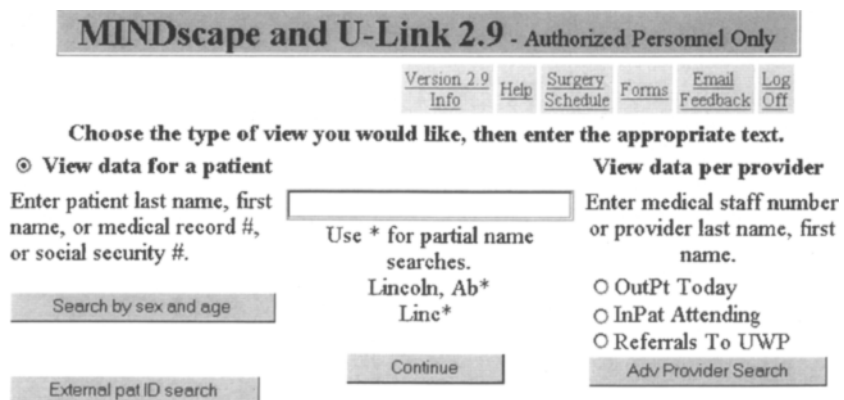 MINDscape and U-Link 2.9 - Authorized Personnel Only
Version 2.9 Info
Help
Surgery Schedule
Forms
Email Feedback
Log Off
Choose the type of view you would like, then enter the appropriate text.
View data for a patient
Enter patient last name, first
name, or medical record #,
or social security #.
Search by sex and age
External pat ID search
Use * for partial name
searches.
Lincoln, Ab*
Linc*
Continue
View data per provider
Enter medical staff number
or provider last name, first
name.
OutPt Today
InPat Attending
Referrals To UWP
Adv Provider Search